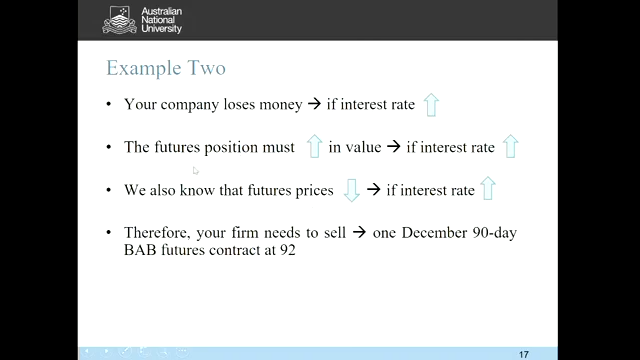 Australian
National
University
Example Two
• Your company loses money → if interest rate
• The futures position must in value → if interest rate
• We also know that futures prices → if interest rate
• Therefore, your firm needs to sell → one December 90-day
BAB futures contract at 92
17